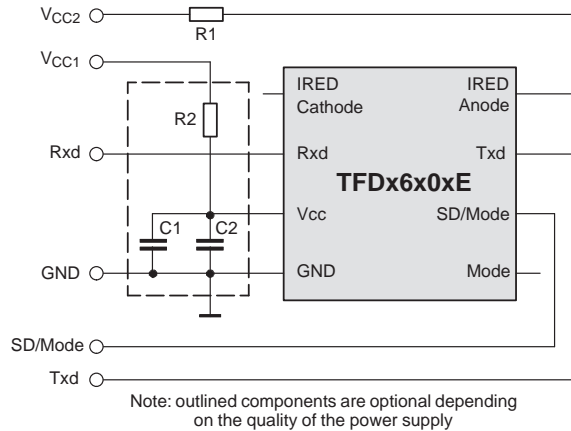 VCC2
R1
VCC1
IRED Cathode
IRED Anode
R2
Rxd
Rxd
Txd
TFDx6x0xE
Vcc
SD/Mode
C1
C2
GND
GND
Mode
SD/Mode
Txd
Note: outlined components are optional depending
on the quality of the power supply